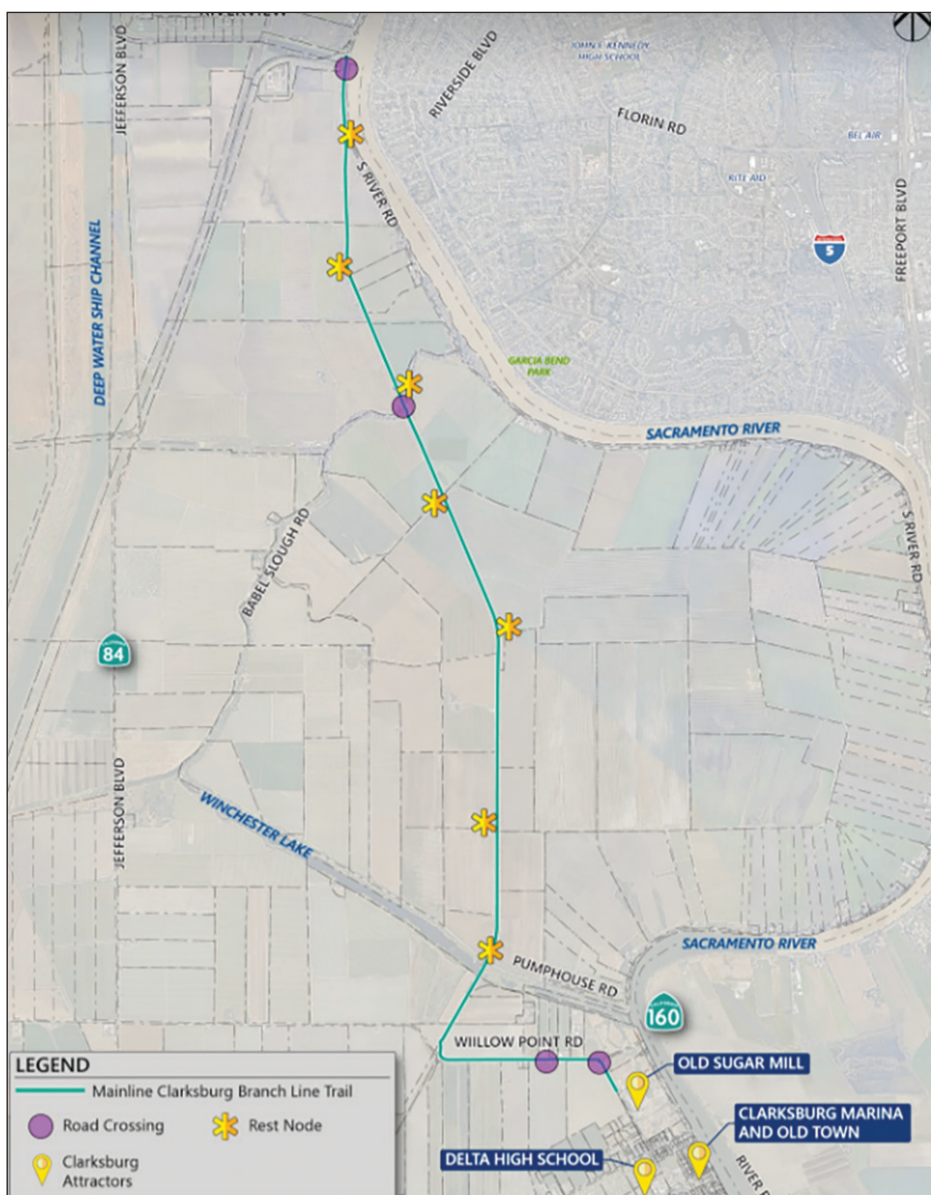 RIVERVIEW
JEFFERSON BLVD
RIVERSIDE BLVD
JOHN F. KENNEDY
HIGH SCHOOL
FLORIN RD
BEL AIR
RITE AID
S RIVER RD
FREEPORT BLVD
5
DEEP WATER SHIP CHANNEL
GARCIA BEND
PARK
SACRAMENTO RIVER
S RIVER RD
BABEL SLOUGH RD
CALIFORNIA
84
JEFFERSON BLVD
WINCHESTER LAKE
SACRAMENTO RIVER
PUMPHOUSE RD
CALIFORNIA
160
WIILLOW POINT RD
OLD SUGAR MILL
CLARKSBURG MARINA
AND OLD TOWN
DELTA HIGH SCHOOL
RIVER R
LEGEND
Mainline Clarksburg Branch Line Trail
Road Crossing
Rest Node
Clarksburg
Attractors